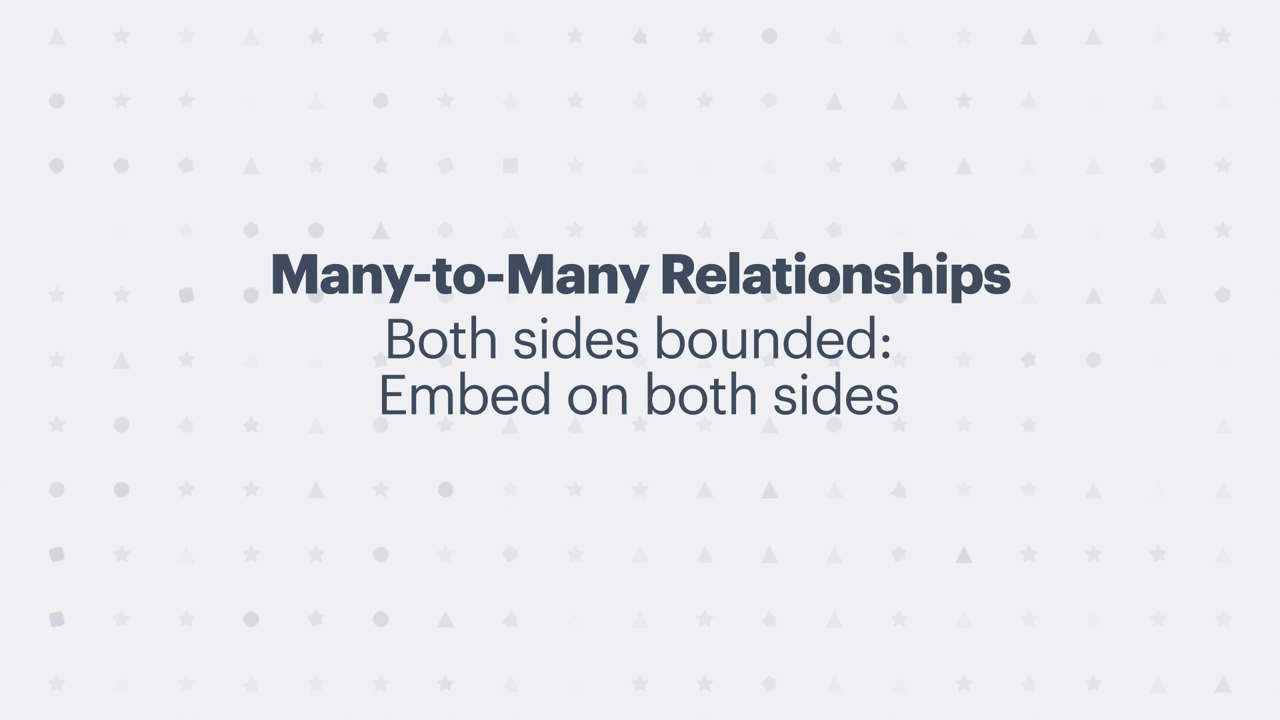 Many-to-Many Relationships
Both sides bounded:
Embed on both sides